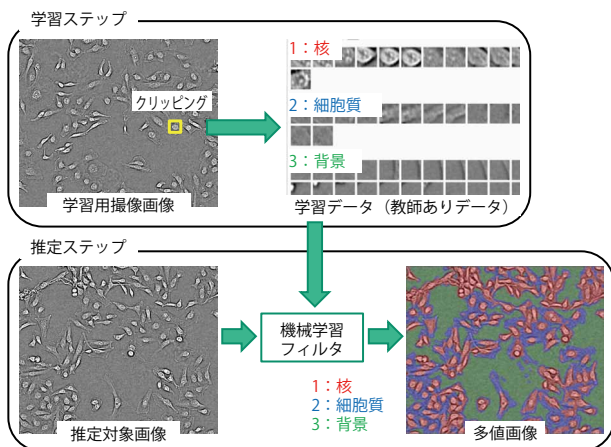 学習ステップ
クリッピング
学習用撮像画像
1：核
2：細胞質
3：背景
学習データ（教師ありデータ）
推定ステップ
推定対象画像
機械学習
フィルタ
1：核
2：細胞質
3：背景
多値画像